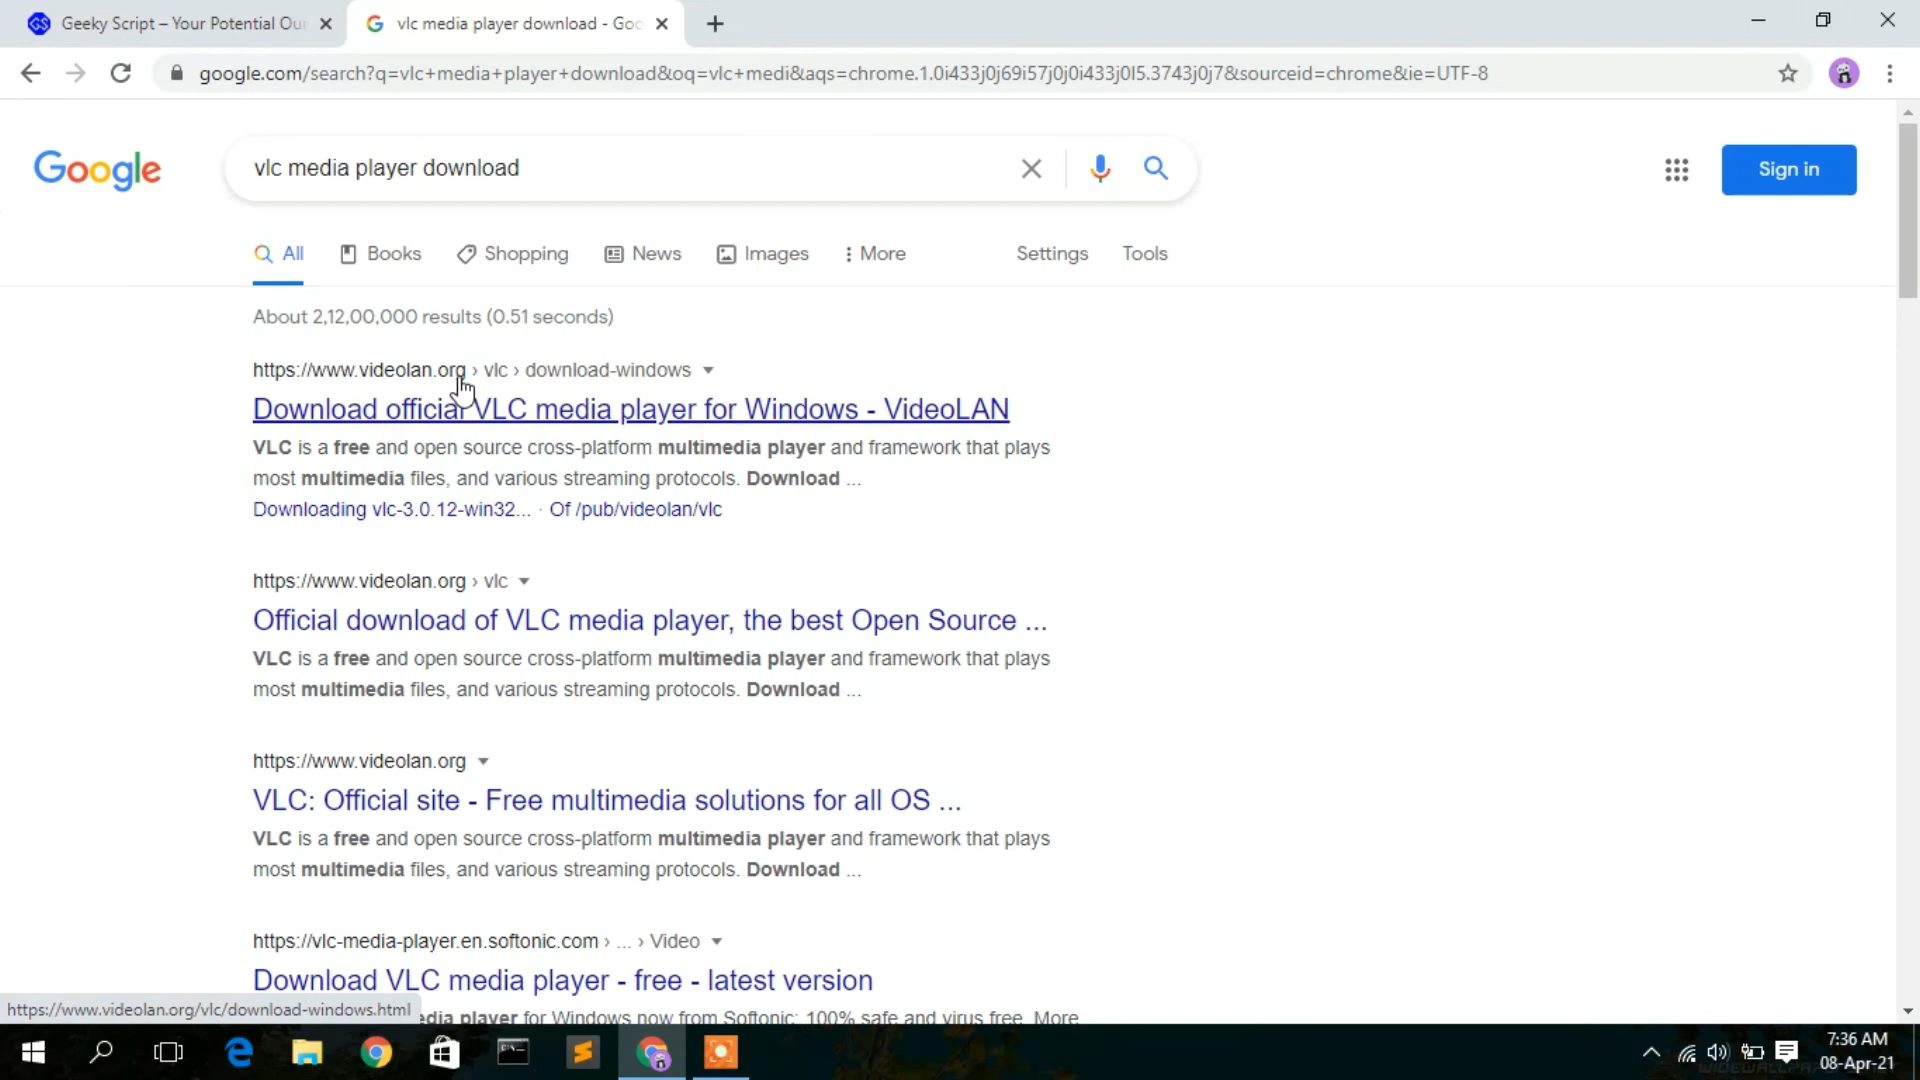 Geeky Script – Your Potential Ou
vlc media player download - Goo
google.com/search?q=vlc+media+player+download&oq=vlc+medi&aqs=chrome.1.0i433j0j69i57j0j0i433j0l5.3743j0j7&sourceid=chrome&ie=UTF-8
Google
vlc media player download
Sign in
All Books Shopping News Images More Settings Tools
About 2,12,00,000 results (0.51 seconds)
https://www.videolan.org › vlc › download-windows
Download official VLC media player for Windows - VideoLAN
VLC is a free and open source cross-platform multimedia player and framework that plays
most multimedia files, and various streaming protocols. Download ...
Downloading vlc-3.0.12-win32... · Of /pub/videolan/vlc
https://www.videolan.org › vlc
Official download of VLC media player, the best Open Source ...
VLC is a free and open source cross-platform multimedia player and framework that plays
most multimedia files, and various streaming protocols. Download ...
https://www.videolan.org
VLC: Official site - Free multimedia solutions for all OS ...
VLC is a free and open source cross-platform multimedia player and framework that plays
most multimedia files, and various streaming protocols. Download ...
https://vlc-media-player.en.softonic.com › ... › Video
Download VLC media player - free - latest version
https://www.videolan.org/vlc/download-windows.html
player for Windows now from Softonic: 100% safe and virus free. More
7:36 AM
08-Apr-21